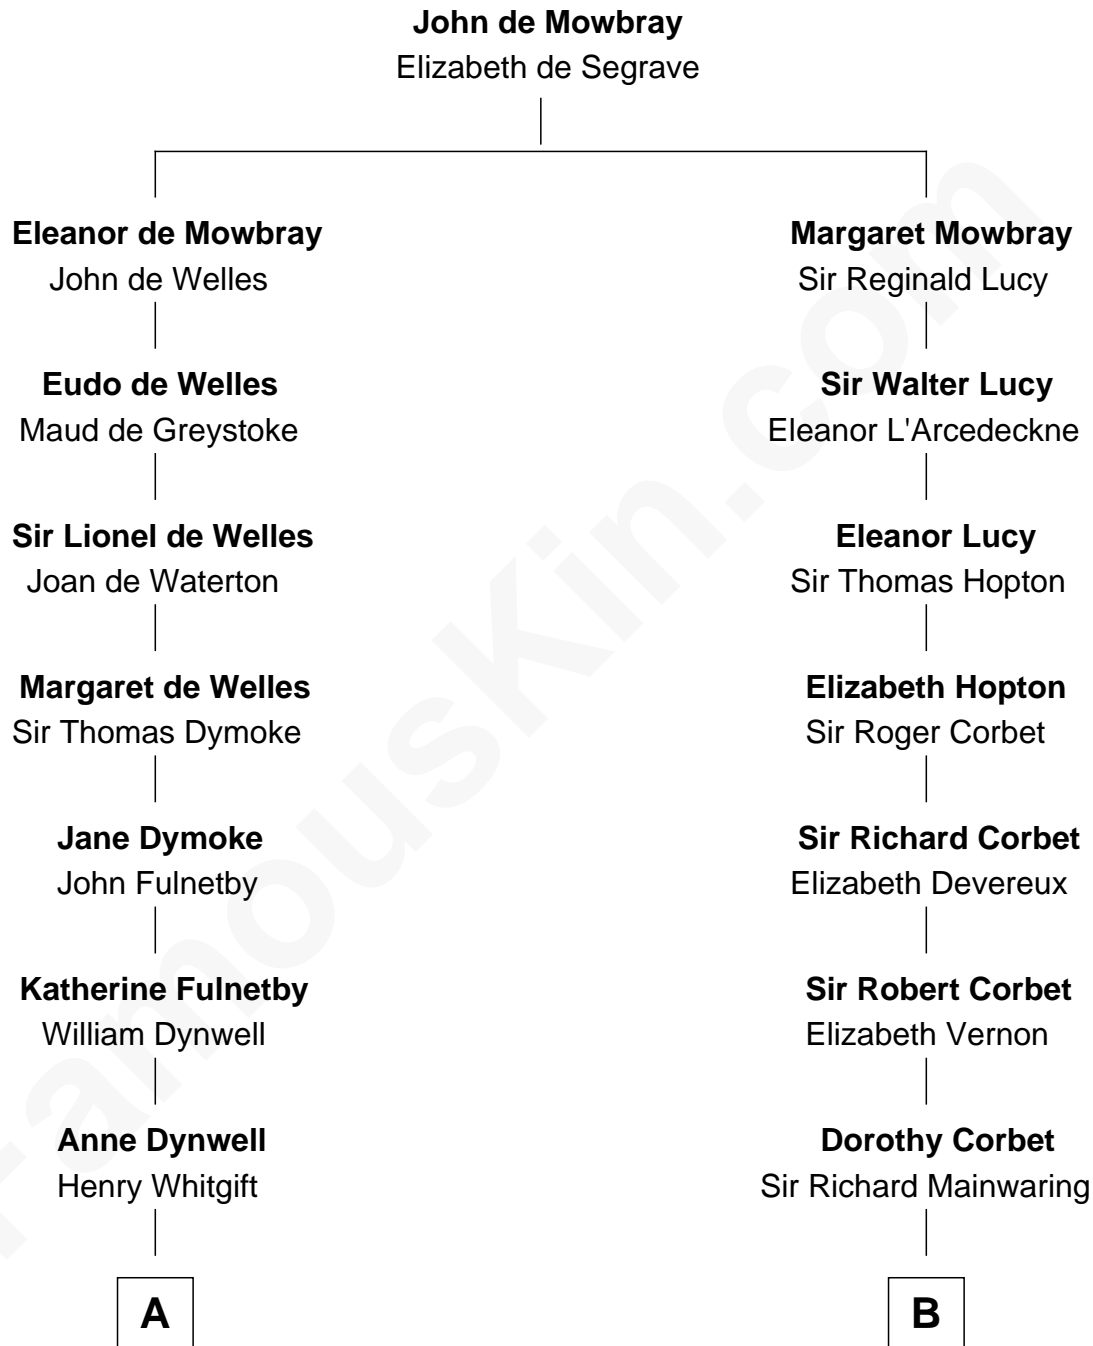 John de Mowbray
Elizabeth de Segrave
Eleanor de Mowbray
John de Welles
Eudo de Welles
Maud de Greystoke
Sir Lionel de Welles
Joan de Waterton
Margaret de Welles
Sir Thomas Dymoke
Jane Dymoke
John Fulnetby
Katherine Fulnetby
William Dynwell
Anne Dynwell
Henry Whitgift
A
Margaret Mowbray
Sir Reginald Lucy
Sir Walter Lucy
Eleanor L'Arcedeckne
Eleanor Lucy
Sir Thomas Hopton
Elizabeth Hopton
Sir Roger Corbet
Sir Richard Corbet
Elizabeth Devereux
Sir Robert Corbet
Elizabeth Vernon
Dorothy Corbet
Sir Richard Mainwaring
B
FamousKin.com